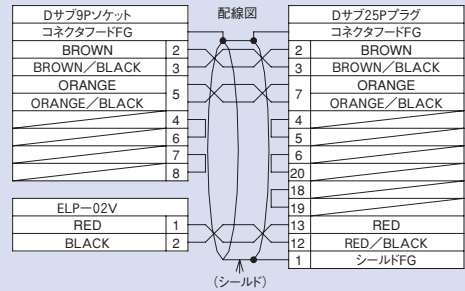 配線図
Dサブ9Pソケット
コネクタフードFG
BROWN 2
BROWN／BLACK 3
ORANGE
ORANGE／BLACK
5
4
6
7
8
ELP－02V
RED 1
BLACK 2
Dサブ25Pプラグ
コネクタフードFG
2 BROWN
3 BROWN／BLACK
7
ORANGE
ORANGE／BLACK
4
5
6
20
18
19
13 RED
12 RED／BLACK
1 シールドFG
(シールド)